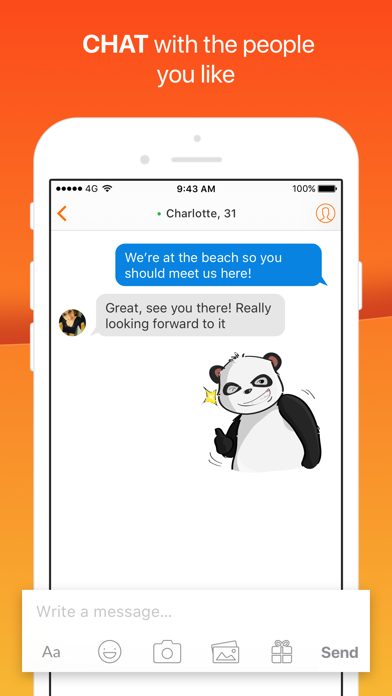 CHAT with the people
you like
4G
9:43 AM
100%
Charlotte, 31
We’re at the beach so you
should meet us here!
Great, see you there! Really
looking forward to it
Write a message...
Aa
Send